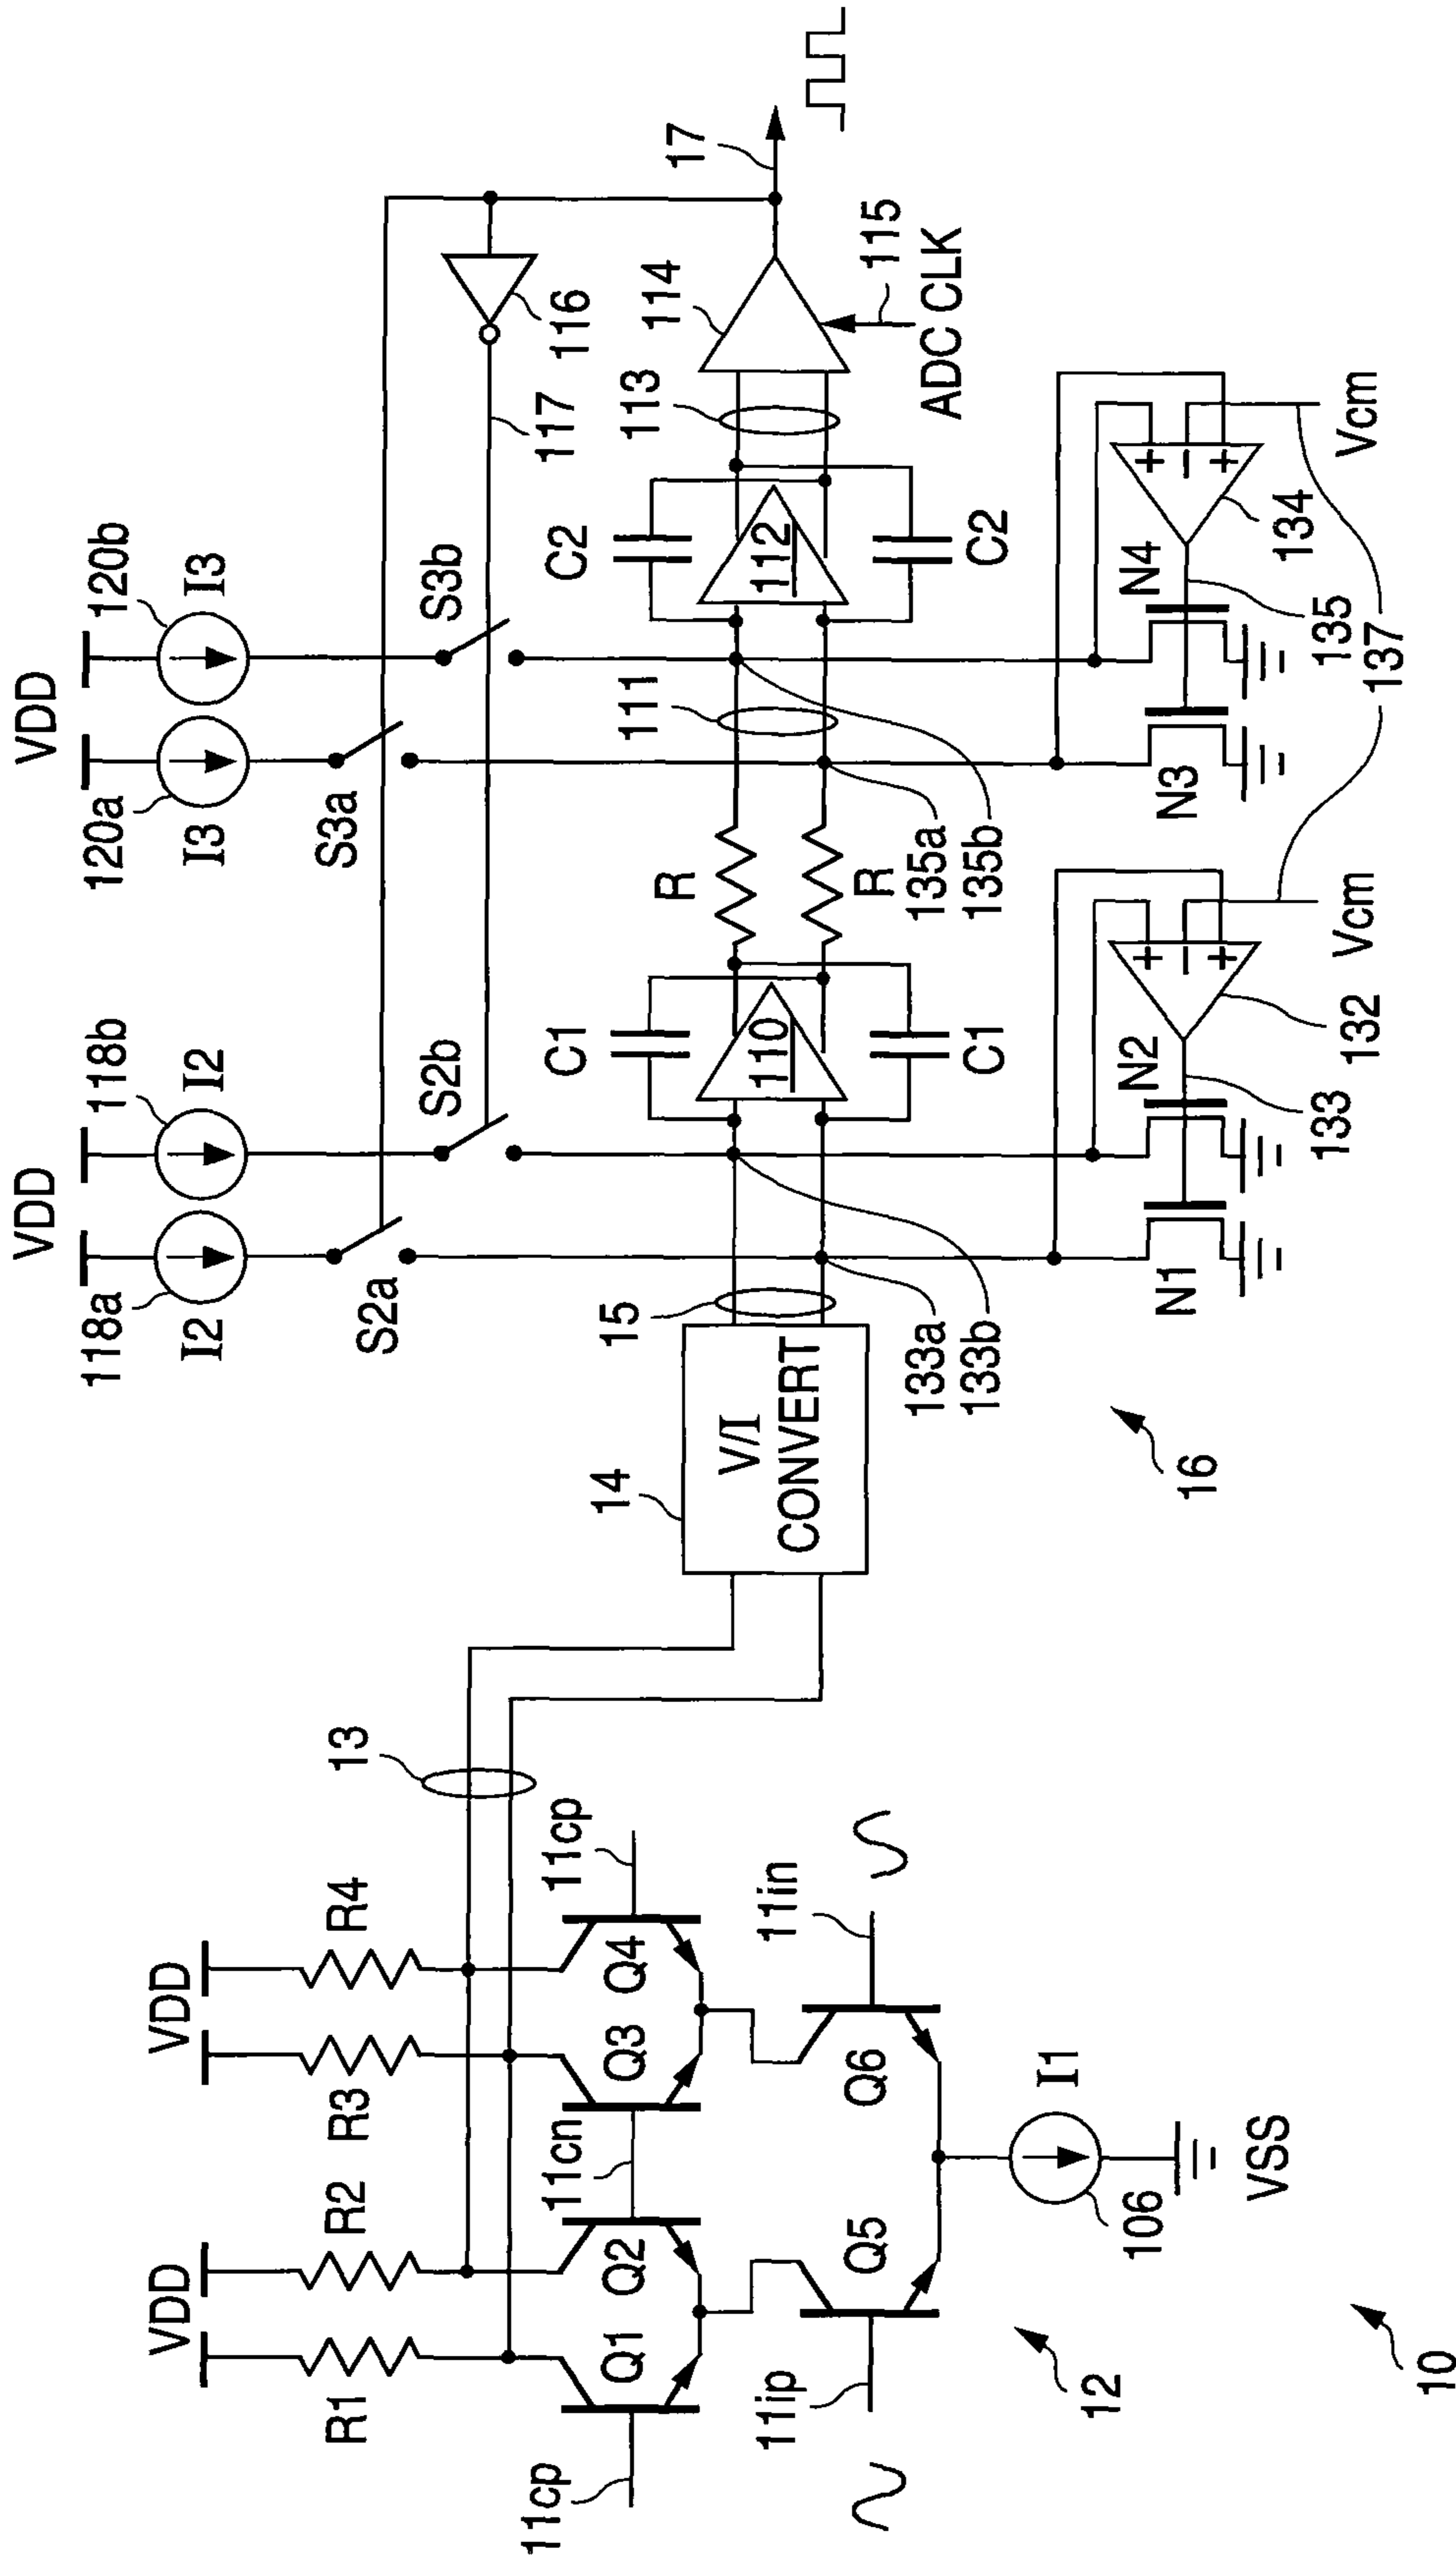 VDD
VDD
R1
R2
R3
R4
13
11cp
Q1
Q2
11cn
Q3
Q4
11cp
11ip
Q5
Q6
11in
I1
106
VSS
12
10
14
V/I
CONVERT
15
VDD
118a
I2
118b
I2
S2a
S2b
C1
110
C1
133a
133b
R
R
16
N1
N2
133
132
Vcm
VDD
120a
I3
120b
I3
S3a
S3b
111
135a
135b
C2
112
C2
113
114
115
ADC CLK
116
117
17
N3
N4
135
134
137
Vcm
+
−
+
+
−
+